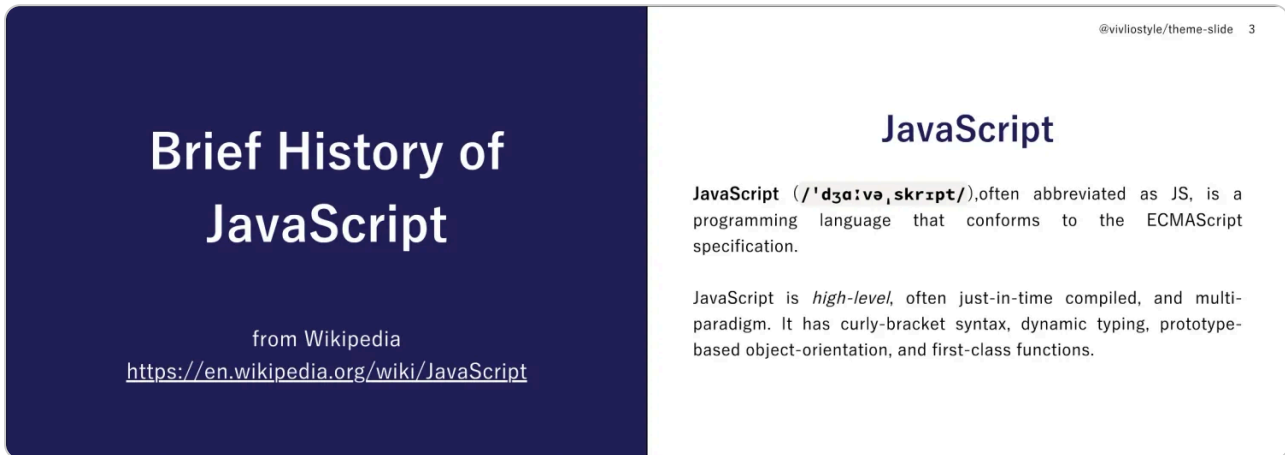 Brief History of
JavaScript
from Wikipedia
https://en.wikipedia.org/wiki/JavaScript
@vivliostyle/theme-slide 3
JavaScript
JavaScript (/ˈdʒɑːvəˌskrɪpt/),often abbreviated as JS, is a
programming language that conforms to the ECMAScript
specification.
JavaScript is high-level, often just-in-time compiled, and multi-
paradigm. It has curly-bracket syntax, dynamic typing, prototype-
based object-orientation, and first-class functions.